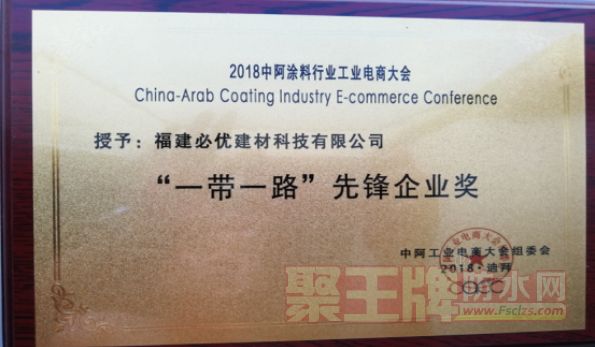 2018中阿涂料行业工业电商大会
China-Arab Coating Industry E-commerce Conference
授予：福建必优建材科技有限公司
“一带一路”先锋企业奖
中阿工业电商大会组委会
2018·迪拜
聚王牌防水网
www.Fsclzs.com